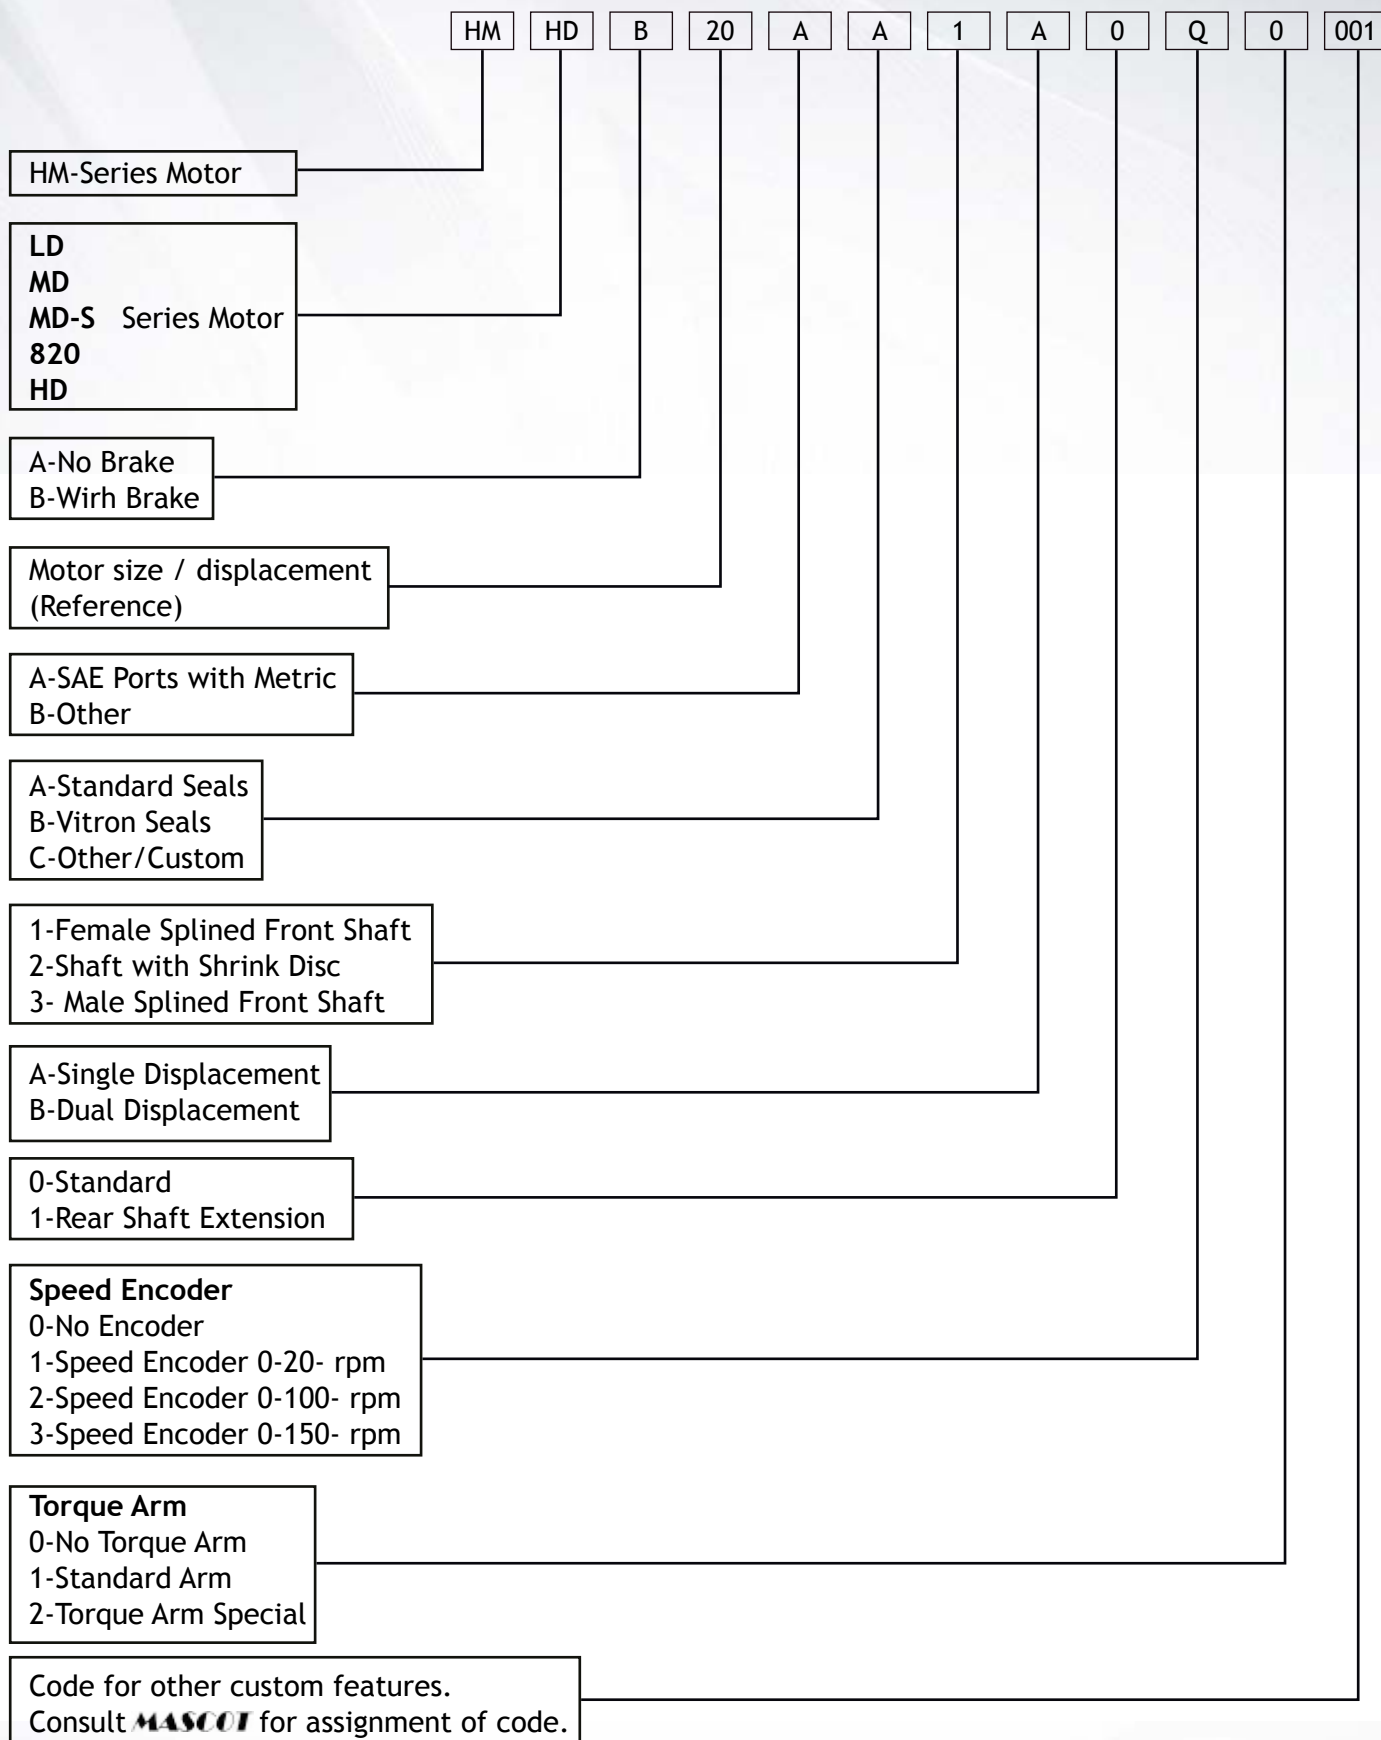 HM HD B 20 A A 1 A 0 Q 0 001
HM-Series Motor
LD
MD
MD-S Series Motor
820
HD
A-No Brake
B-Wirh Brake
Motor size / displacement
(Reference)
A-SAE Ports with Metric
B-Other
A-Standard Seals
B-Vitron Seals
C-Other/Custom
1-Female Splined Front Shaft
2-Shaft with Shrink Disc
3- Male Splined Front Shaft
A-Single Displacement
B-Dual Displacement
0-Standard
1-Rear Shaft Extension
Speed Encoder
0-No Encoder
1-Speed Encoder 0-20- rpm
2-Speed Encoder 0-100- rpm
3-Speed Encoder 0-150- rpm
Torque Arm
0-No Torque Arm
1-Standard Arm
2-Torque Arm Special
Code for other custom features.
Consult MASCOT for assignment of code.